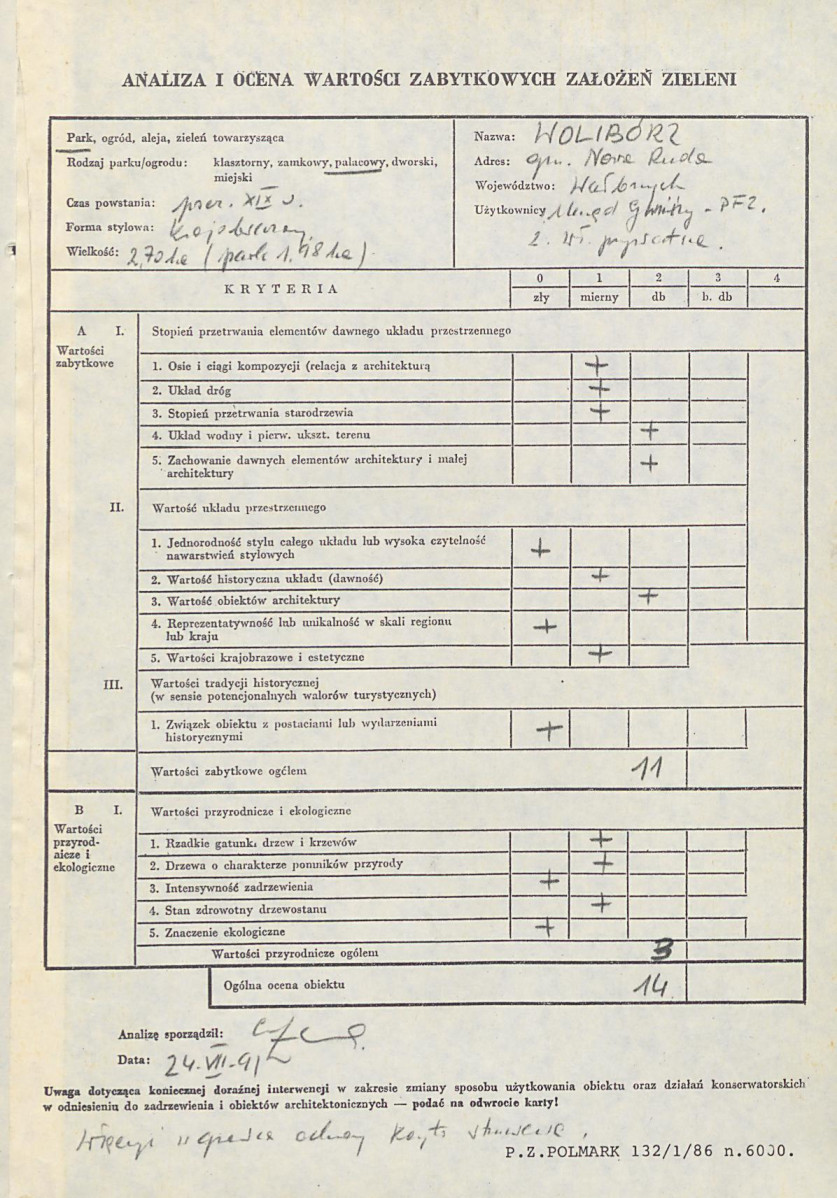 ANALIZA I OCENA WARTOŚCI ZABYTKOWYCH ZAŁOŻEŃ ZIELENI
Park, ogród, aleja, zieleń towarzysząca
Rodzaj parku/ogrodu: klasztorny, zamkowy, pałacowy, dworski, miejski
Czas powstania: XIX w.
Forma stylowa: krajobrazowy
Wielkość: 2,70 ha (park 1,98 ha)
Nazwa: WOLIBÓRZ
Adres: gm. Nowa Ruda
Województwo: Wałbrzych
Użytkownicy: 1. Urząd Gminy - PFZ,
2. wł. prywatna.
KRYTERIA
0 1 2 3 4
zły mierny db b. db
A I. Stopień przetrwania elementów dawnego układu przestrzennego
Wartości zabytkowe
1. Osie i ciągi kompozycji (relacja z architekturą +
2. Układ dróg +
3. Stopień przetrwania starodrzewia +
4. Układ wodny i pierw. ukszt. terenu +
5. Zachowanie dawnych elementów architektury i małej architektury +
II. Wartość układu przestrzennego
1. Jednorodność stylu całego układu lub wysoka czytelność nawarstwień stylowych +
2. Wartość historyczna układu (dawność) +
3. Wartość obiektów architektury +
4. Reprezentatywność lub unikalność w skali regionu lub kraju +
5. Wartości krajobrazowe i estetyczne +
III. Wartości tradycji historycznej
(w sensie potencjonalnych walorów turystycznych)
1. Związek obiektu z postaciami lub wydarzeniami historycznymi +
Wartości zabytkowe ogółem 11
B I. Wartości przyrodnicze i ekologiczne
Wartości przyrodnicze i ekologiczne
1. Rzadkie gatunki drzew i krzewów +
2. Drzewa o charakterze pomników przyrody +
3. Intensywność zadrzewienia +
4. Stan zdrowotny drzewostanu +
5. Znaczenie ekologiczne +
Wartości przyrodnicze ogółem 3
Ogólna ocena obiektu 14
Analizę sporządził:
Data: 24.VII.91
Uwaga dotycząca koniecznej doraźnej interwencji w zakresie zmiany sposobu użytkowania obiektu oraz działań konserwatorskich
w odniesieniu do zadrzewienia i obiektów architektonicznych — podać na odwrocie karty!
P.Z.POLMARK 132/1/86 n.6000.